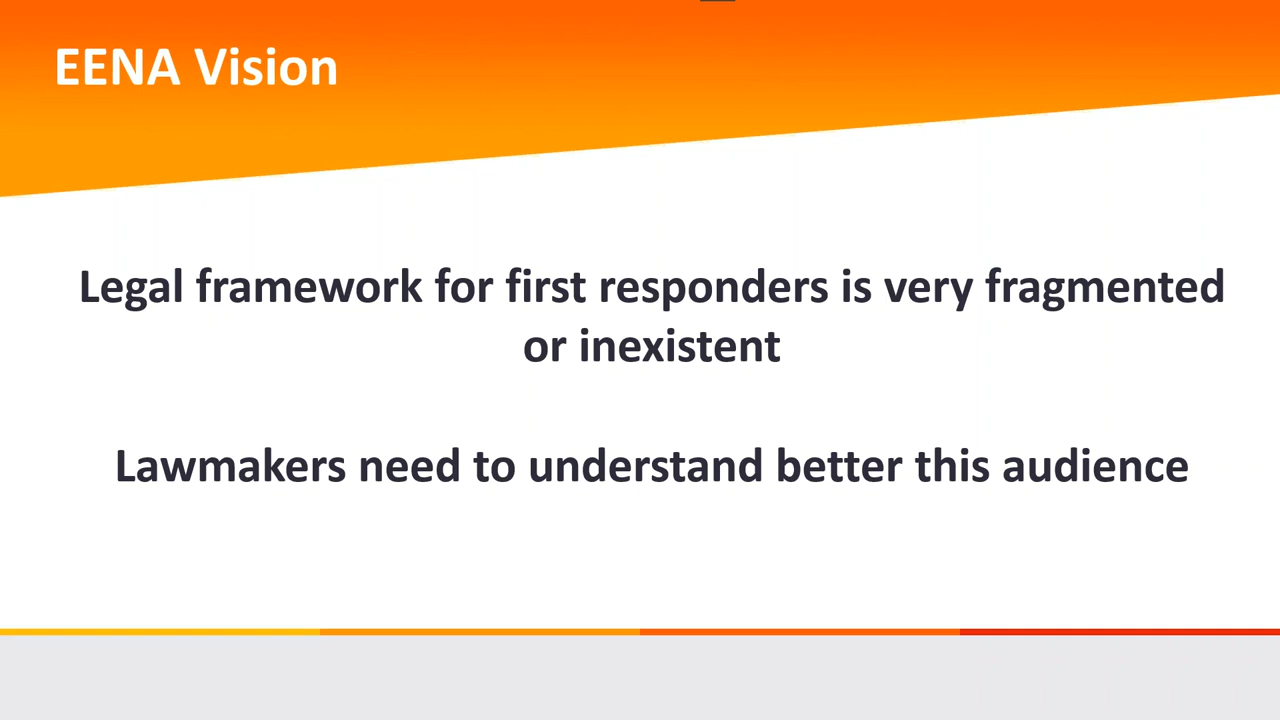 EENA Vision
Legal framework for first responders is very fragmented
or inexistent
Lawmakers need to understand better this audience